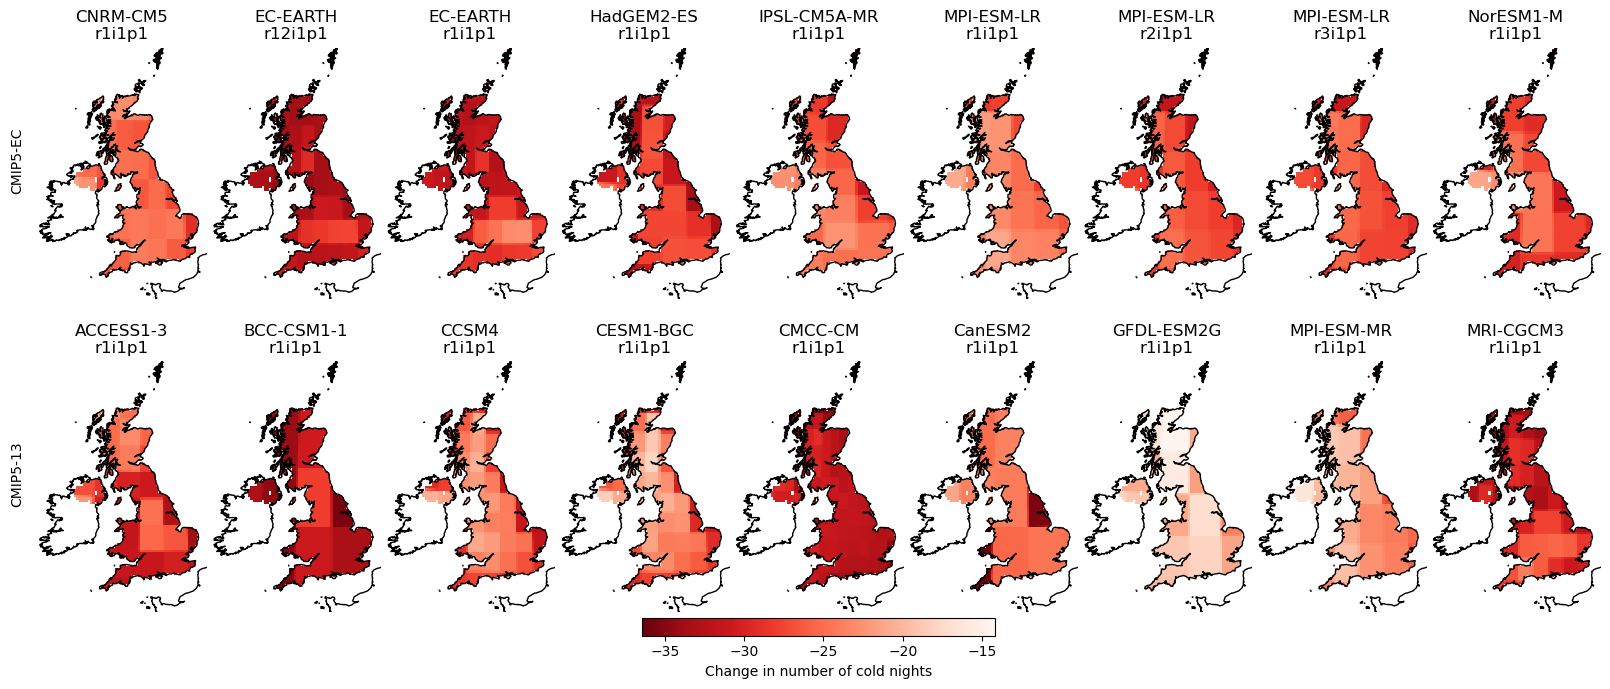 CNRM-CM5 EC-EARTH EC-EARTH HadGEM2-ES IPSL-CM5A-MR MPI-ESM-LR MPI-ESM-LR MPI-ESM-LR NorESM1-M
r1i1p1 r12i1p1 r1i1p1 r1i1p1 r1i1p1 r1i1p1 r2i1p1 r3i1p1 r1i1p1
CMIP5-EC
ACCESS1-3 BCC-CSM1-1 CCSM4 CESM1-BGC CMCC-CM CanESM2 GFDL-ESM2G MPI-ESM-MR MRI-CGCM3
r1i1p1 r1i1p1 r1i1p1 r1i1p1 r1i1p1 r1i1p1 r1i1p1 r1i1p1 r1i1p1
CMIP5-13
−35 −30 −25 −20 −15
Change in number of cold nights